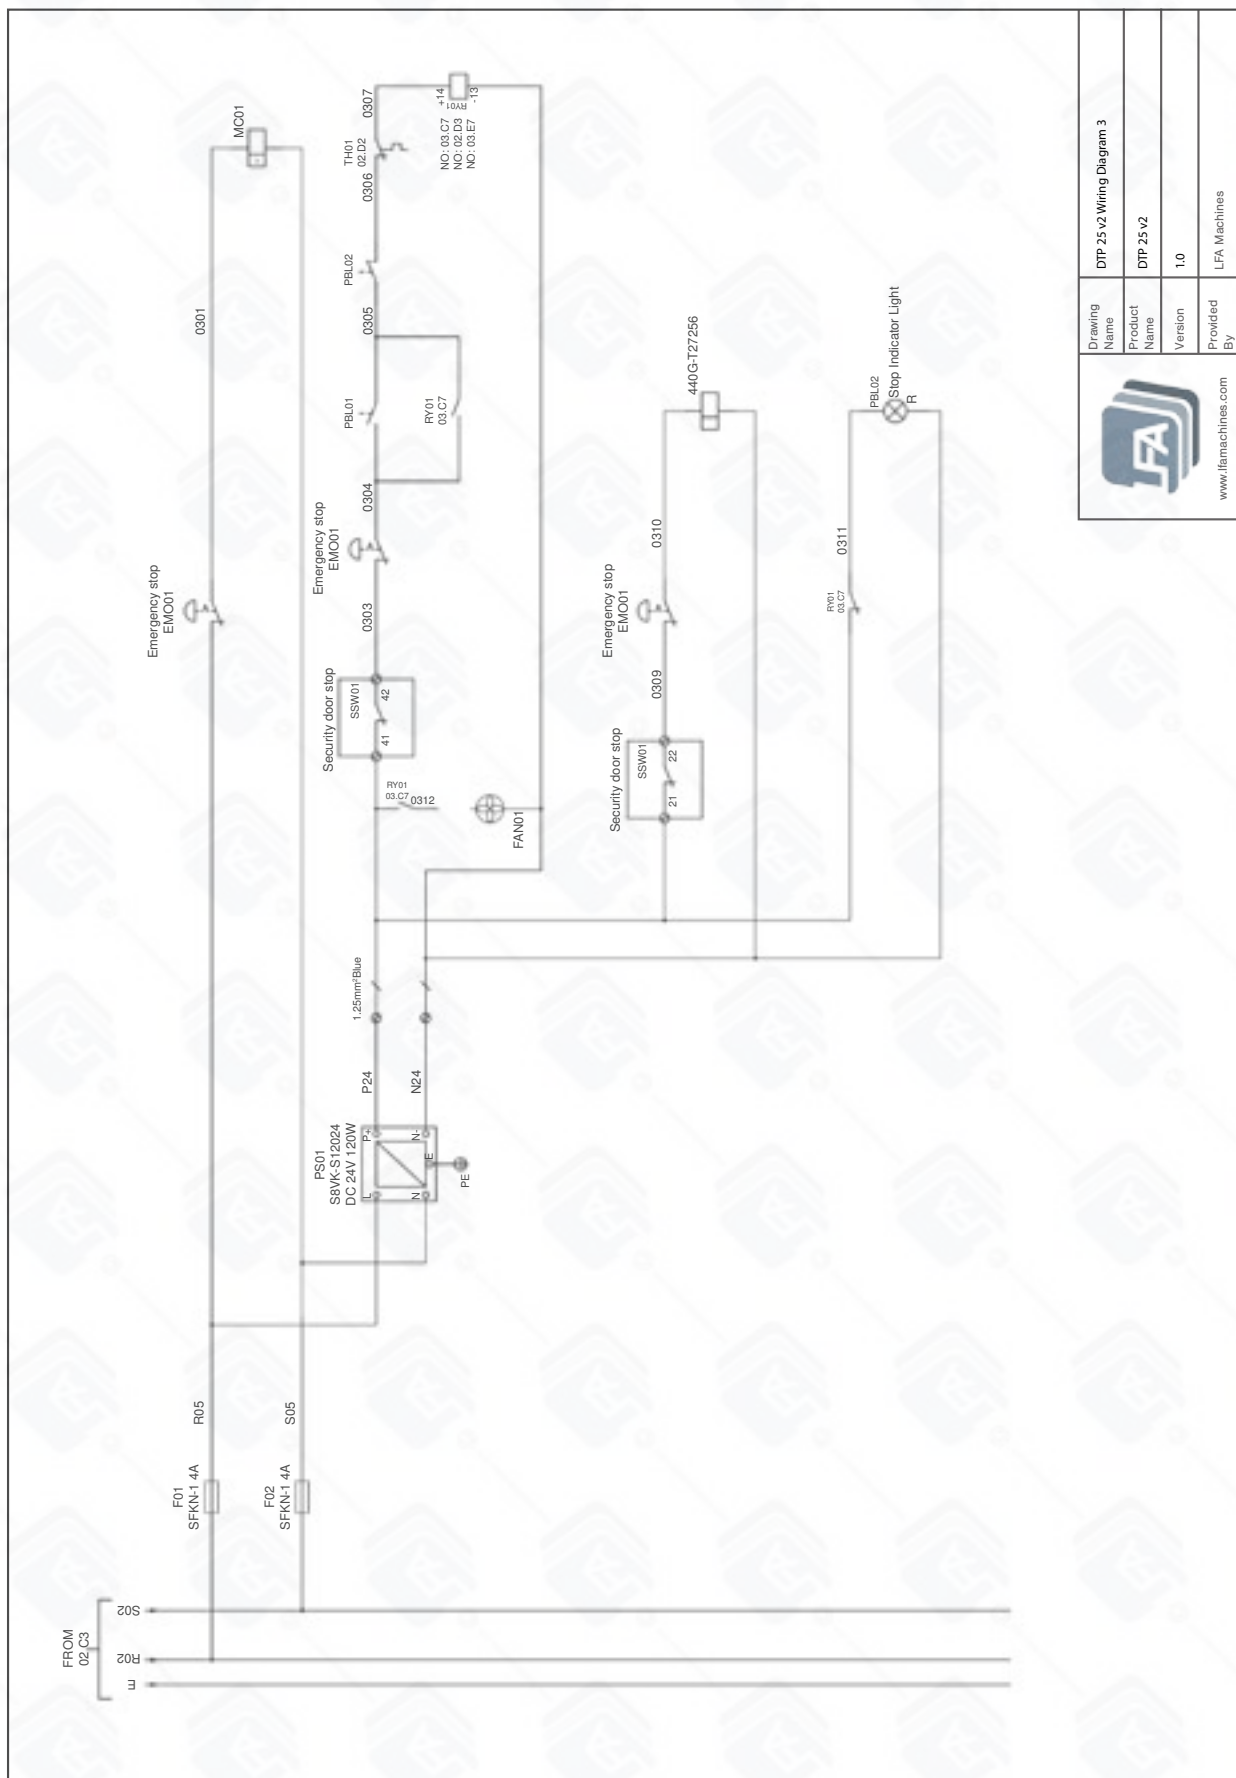 FROM
02.C3
E
R02
S02
F01
SFKN-1 4A
F02
SFKN-1 4A
R05
S05
PS01
S8VK-S12024
DC 24V 120W
L
N
P+
N-
E
PE
P24
N24
1.25mm²Blue
Emergency stop
EMO01
0301
MC01
RY01
03.C7
0312
FAN01
Security door stop
SSW01
41
42
0303
Emergency stop
EMO01
0304
PBL01
RY01
03.C7
0305
PBL02
0306
TH01
02.D2
0307
+14
RY01
-13
NO: 03.C7
NO: 02.D3
NO: 03.E7
Security door stop
SSW01
21
22
0309
Emergency stop
EMO01
0310
440G-T27256
RY01
03.C7
0311
PBL02
Stop Indicator Light
R
LFA
www.lfamachines.com
Drawing
Name
DTP 25 v2 Wiring Diagram 3
Product
Name
DTP 25 v2
Version
1.0
Provided
By
LFA Machines